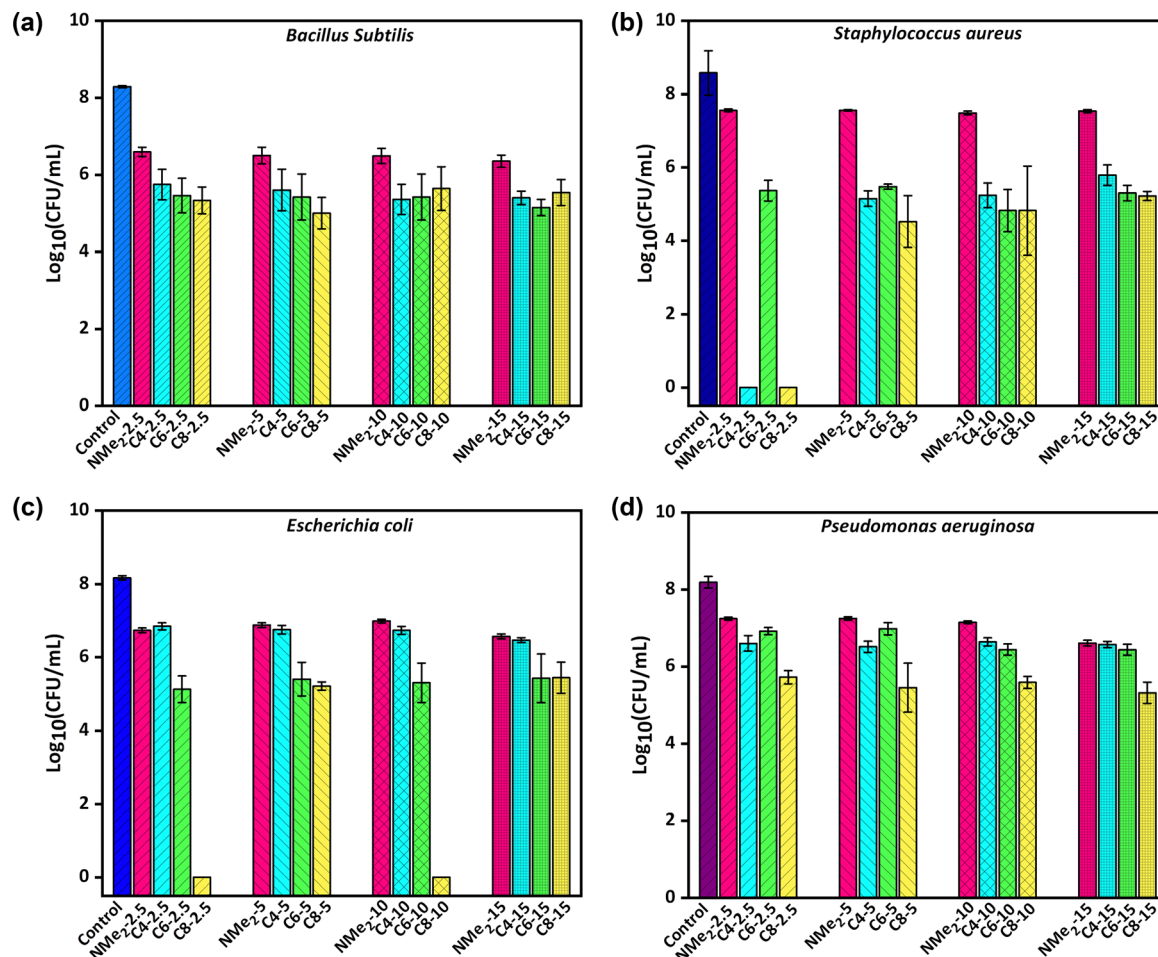 (a)
Bacillus Subtilis
Log10(CFU/mL)
10
8
6
4
2
0
Control
NMe2-2.5
C4-2.5
C6-2.5
C8-2.5
NMe2-5
C4-5
C6-5
C8-5
NMe2-10
C4-10
C6-10
C8-10
NMe2-15
C4-15
C6-15
C8-15
(b)
Staphylococcus aureus
Log10(CFU/mL)
10
8
6
4
2
0
Control
NMe2-2.5
C4-2.5
C6-2.5
C8-2.5
NMe2-5
C4-5
C6-5
C8-5
NMe2-10
C4-10
C6-10
C8-10
NMe2-15
C4-15
C6-15
C8-15
(c)
Escherichia coli
Log10(CFU/mL)
10
8
6
4
2
0
Control
NMe2-2.5
C4-2.5
C6-2.5
C8-2.5
NMe2-5
C4-5
C6-5
C8-5
NMe2-10
C4-10
C6-10
C8-10
NMe2-15
C4-15
C6-15
C8-15
(d)
Pseudomonas aeruginosa
Log10(CFU/mL)
10
8
6
4
2
0
Control
NMe2-2.5
C4-2.5
C6-2.5
C8-2.5
NMe2-5
C4-5
C6-5
C8-5
NMe2-10
C4-10
C6-10
C8-10
NMe2-15
C4-15
C6-15
C8-15